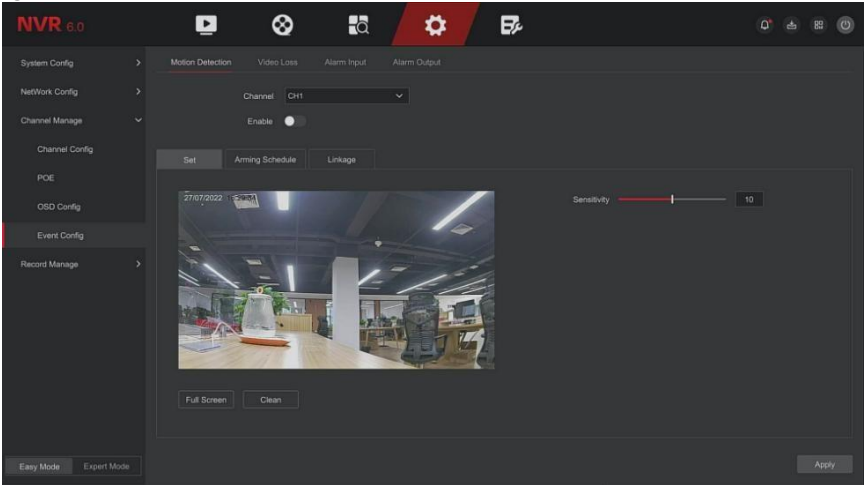 NVR 6.0
System Config
NetWork Config
Channel Manage
Channel Config
POE
OSD Config
Event Config
Record Manage
Easy Mode Expert Mode
Motion Detection Video Loss Alarm Input Alarm Output
Channel CH1
Enable
Set Arming Schedule Linkage
27/07/2022
Sensitivity 10
Full Screen Clean
Apply